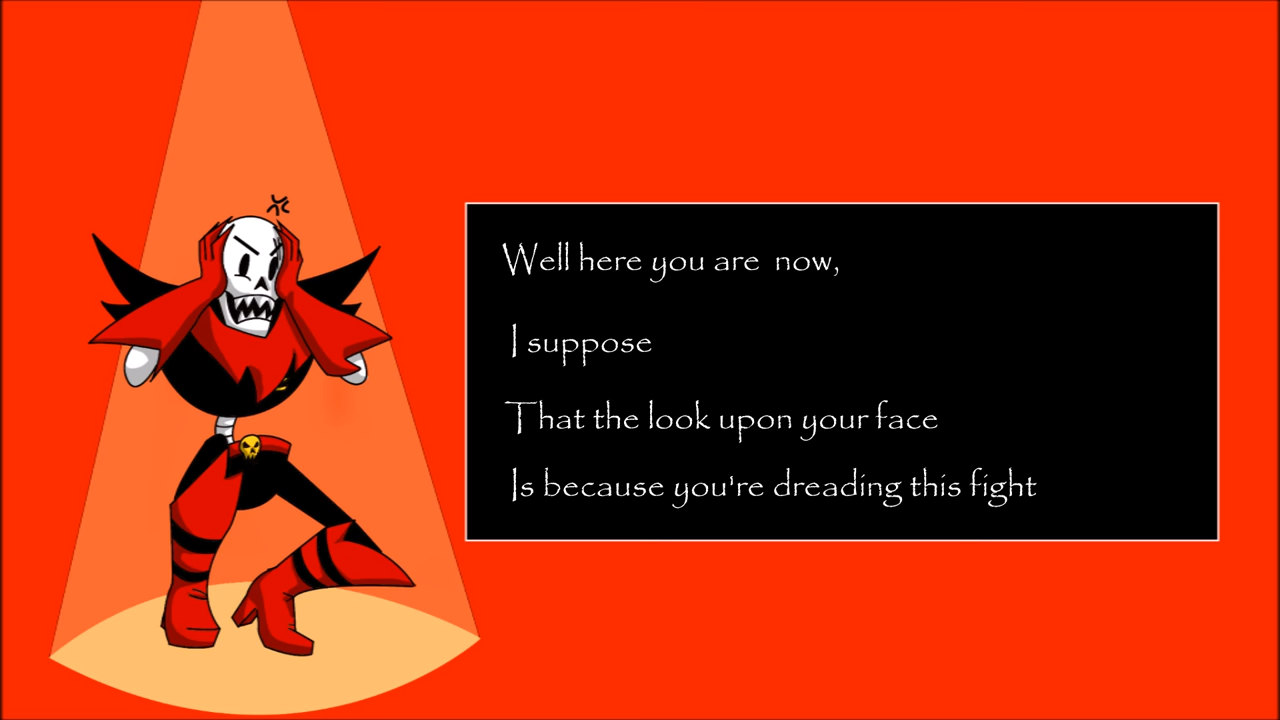 Well here you are now,
I suppose
That the look upon your face
Is because you're dreading this fight